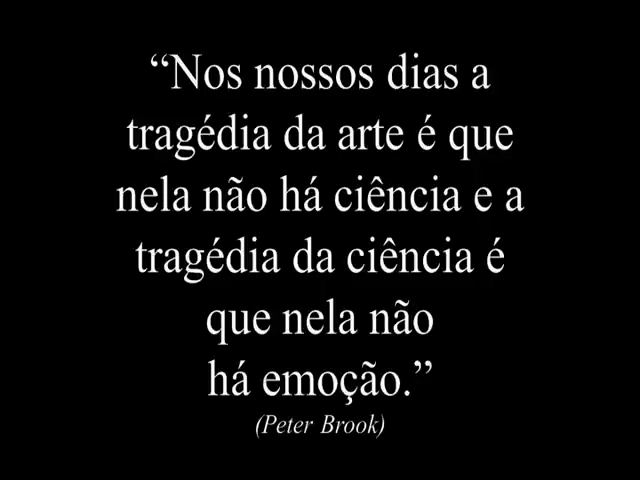 “Nos nossos dias a
tragédia da arte é que
nela não há ciência e a
tragédia da ciência é
que nela não
há emoção.”
(Peter Brook)